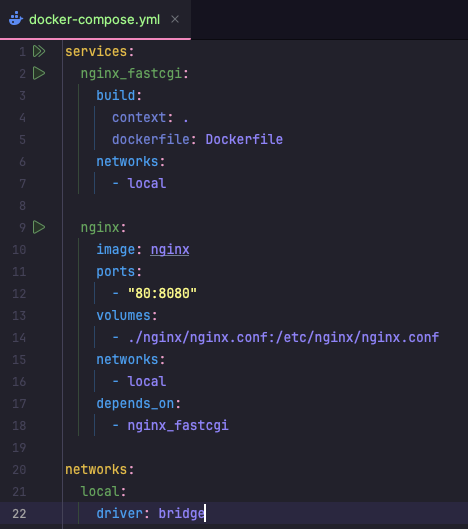 docker-compose.yml ×
1 services:
2 nginx_fastcgi:
3 build:
4 context: .
5 dockerfile: Dockerfile
6 networks:
7 - local
8
9 nginx:
10 image: nginx
11 ports:
12 - "80:8080"
13 volumes:
14 - ./nginx/nginx.conf:/etc/nginx/nginx.conf
15 networks:
16 - local
17 depends_on:
18 - nginx_fastcgi
19
20 networks:
21 local:
22 driver: bridge